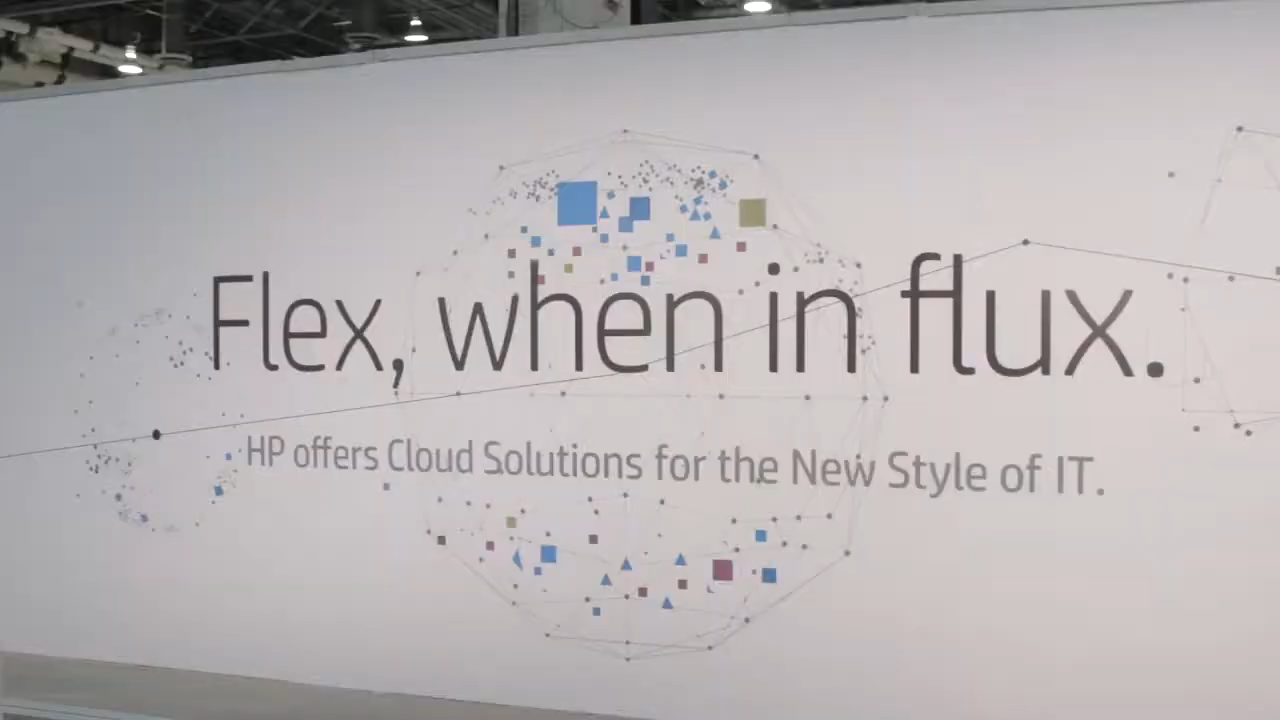 Flex, when in flux.
HP offers Cloud Solutions for the New Style of IT.